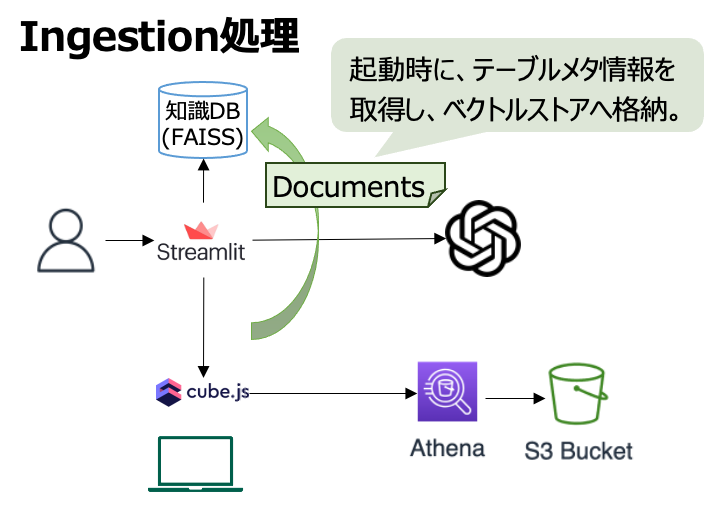 Ingestion処理
起動時に、テーブルメタ情報を
取得し、ベクトルストアへ格納。
知識DB
(FAISS)
Documents
Streamlit
cube.js
Athena
S3 Bucket